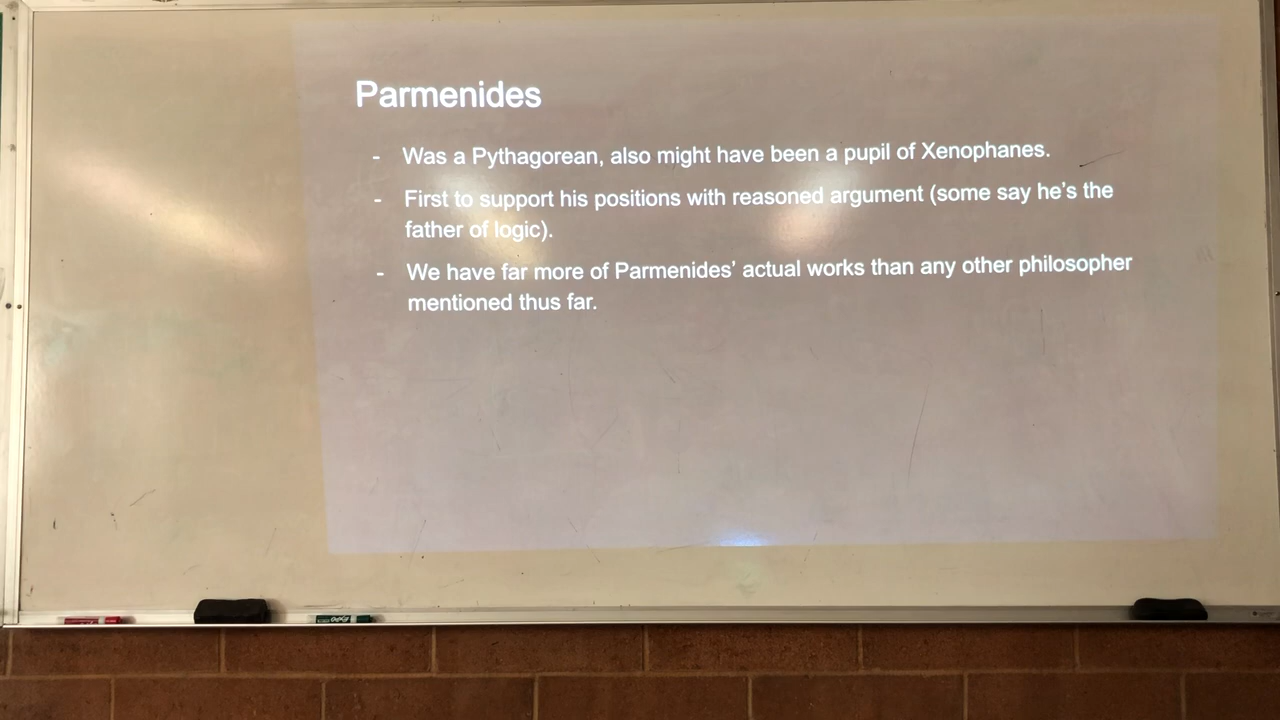 Parmenides
- Was a Pythagorean, also might have been a pupil of Xenophanes.
- First to support his positions with reasoned argument (some say he's the
father of logic).
- We have far more of Parmenides' actual works than any other philosopher
mentioned thus far.